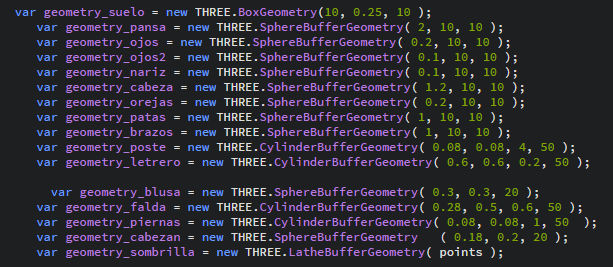 var geometry_suelo = new THREE.BoxGeometry(10, 0.25, 10 );
var geometry_pansa = new THREE.SphereBufferGeometry( 2, 10, 10 );
var geometry_ojos = new THREE.SphereBufferGeometry( 0.2, 10, 10 );
var geometry_ojos2 = new THREE.SphereBufferGeometry( 0.1, 10, 10 );
var geometry_nariz = new THREE.SphereBufferGeometry( 0.1, 10, 10 );
var geometry_cabeza = new THREE.SphereBufferGeometry( 1.2, 10, 10 );
var geometry_orejas = new THREE.SphereBufferGeometry( 0.2, 10, 10 );
var geometry_patas = new THREE.SphereBufferGeometry( 1, 10, 10 );
var geometry_brazos = new THREE.SphereBufferGeometry( 1, 10, 10 );
var geometry_poste = new THREE.CylinderBufferGeometry( 0.08, 0.08, 4, 50 );
var geometry_letrero = new THREE.CylinderBufferGeometry( 0.6, 0.6, 0.2, 50 );
var geometry_blusa = new THREE.SphereBufferGeometry( 0.3, 0.3, 20 );
var geometry_falda = new THREE.CylinderBufferGeometry( 0.28, 0.5, 0.6, 50 );
var geometry_piernas = new THREE.CylinderBufferGeometry( 0.08, 0.08, 1, 50  );
var geometry_cabezan = new THREE.SphereBufferGeometry   ( 0.18, 0.2, 20 );
var geometry_sombrilla = new THREE.LatheBufferGeometry( points );